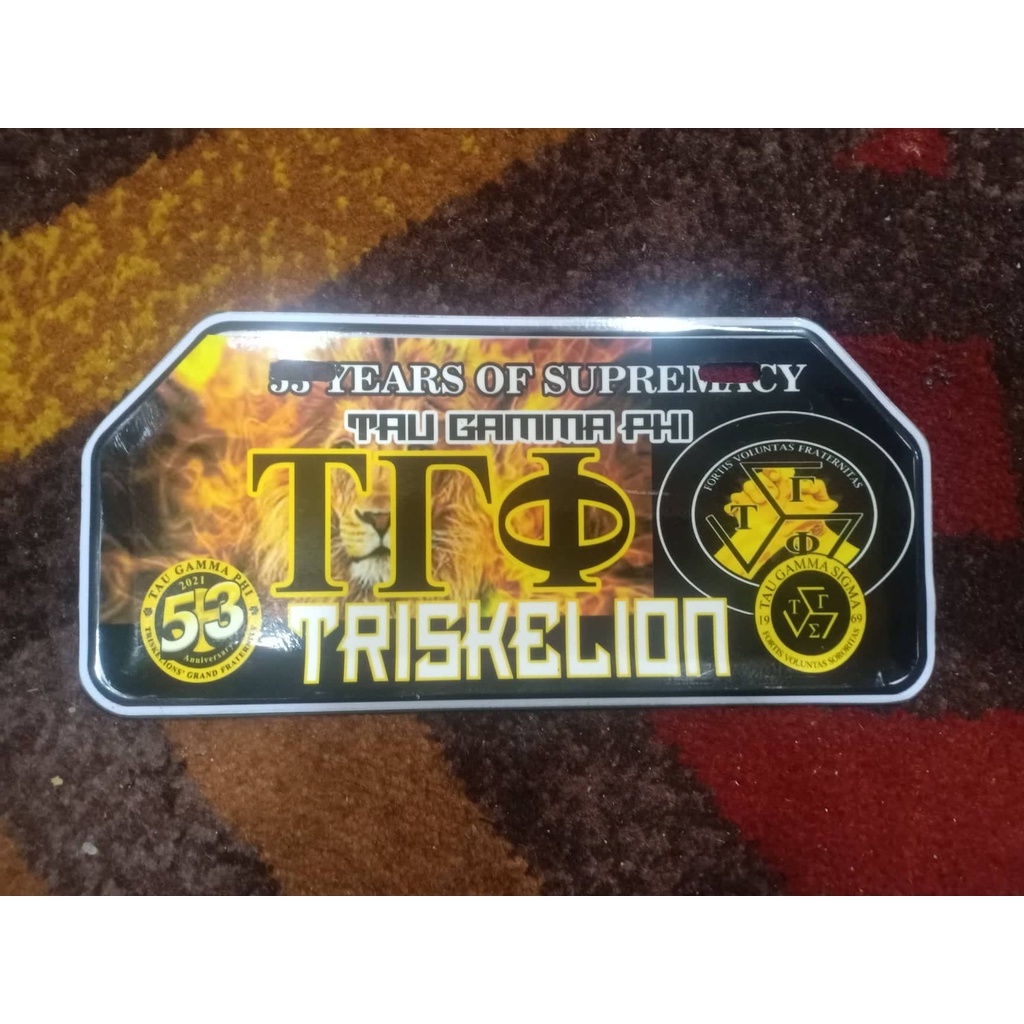 53 YEARS OF SUPREMACY
TAU GAMMA PHI
ΤΓΦ
TRISKELION
TAU GAMMA PHI
2021
53
Anniversary
TRISKELIONS' GRAND FRATERNITY
FORTIS VOLUNTAS FRATERNITAS
Τ Γ
Φ
TAU GAMMA SIGMA
19 69
Τ Γ
Σ
FORTIS VOLUNTAS SORORITAS